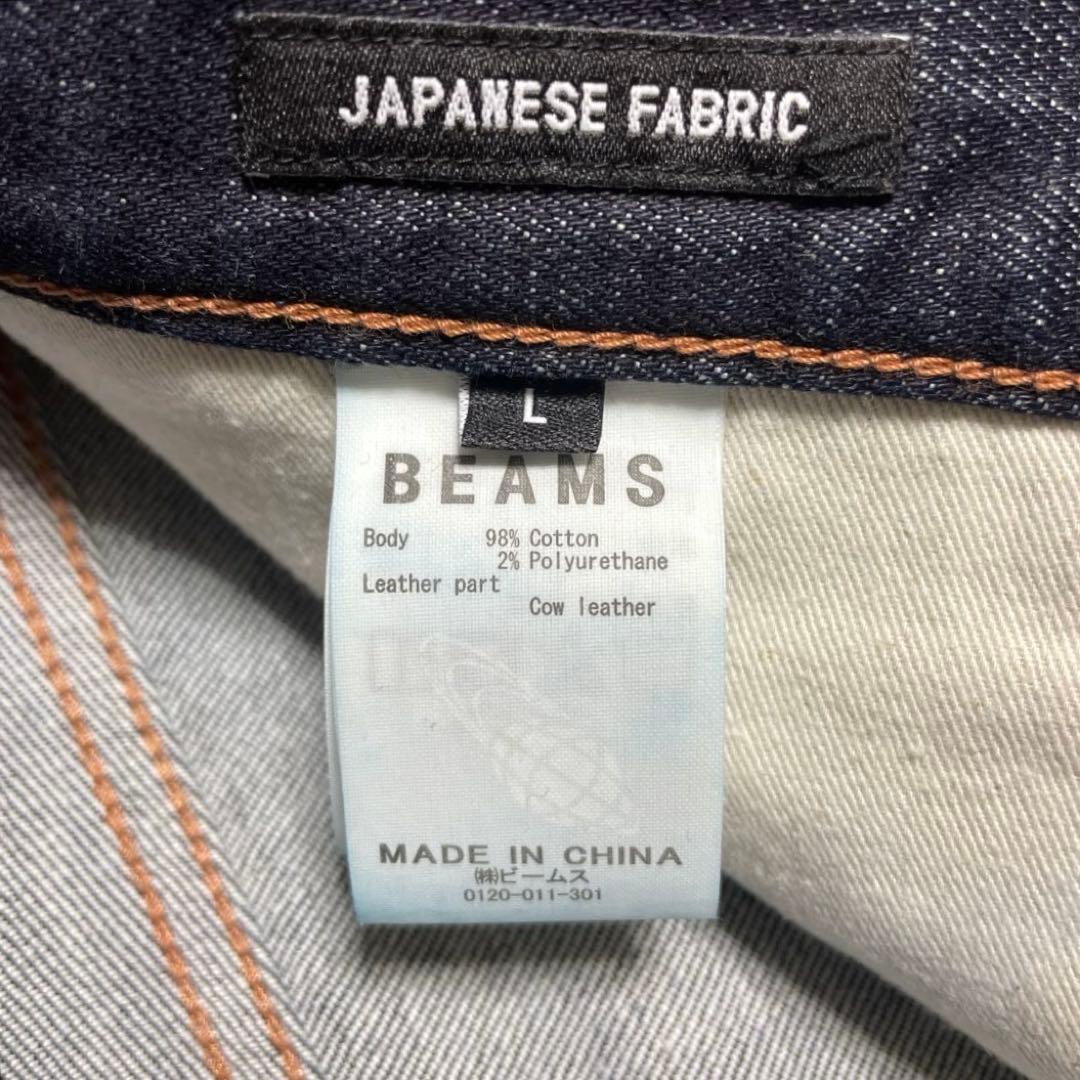 JAPANESE FABRIC
L
BEAMS
Body 98% Cotton
2% Polyurethane
Leather part
Cow leather
MADE IN CHINA
㈱ビームス
0120-011-301